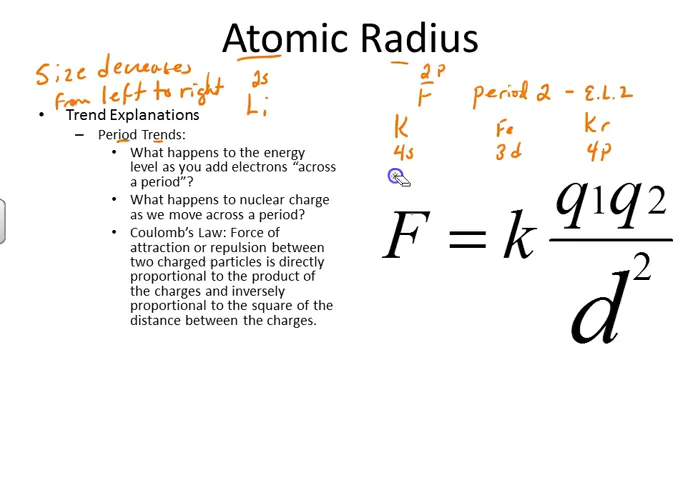 Atomic Radius
Size decreases
from left to right
2s
Li
2p
F
period 2 - E.L.2
K
Fe
Kr
4s
3d
4p
• Trend Explanations
– Period Trends:
• What happens to the energy
level as you add electrons “across
a period”?
• What happens to nuclear charge
as we move across a period?
• Coulomb’s Law: Force of
attraction or repulsion between
two charged particles is directly
proportional to the product of
the charges and inversely
proportional to the square of the
distance between the charges.
F = k q1q2 / d²